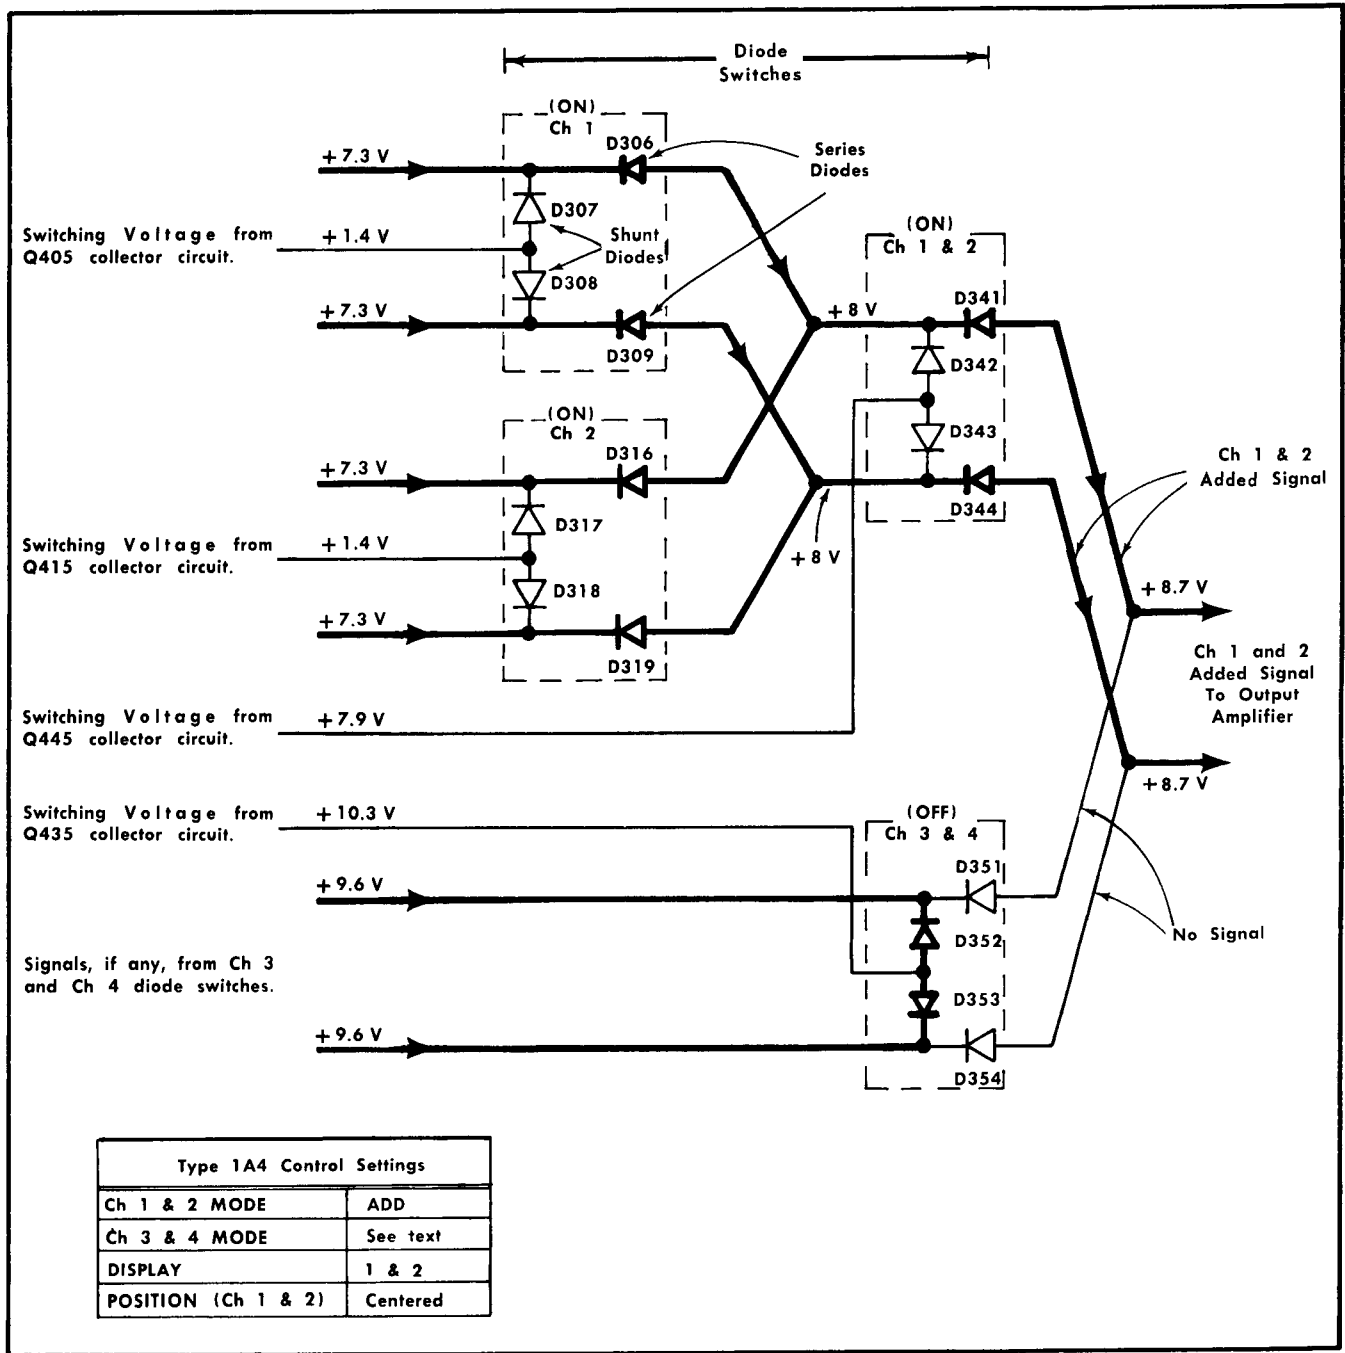 Diode
Switches
(ON)
Ch 1
D306
+ 7.3 V
Series
Diodes
D307
Switching Voltage from
Q405 collector circuit.
+ 1.4 V
Shunt
Diodes
D308
(ON)
Ch 1 & 2
+ 7.3 V
D309
+ 8 V
D341
D342
(ON)
Ch 2
D316
+ 7.3 V
D343
Ch 1 & 2
Added Signal
D344
D317
Switching Voltage from
Q415 collector circuit.
+ 1.4 V
+ 8 V
D318
+ 8.7 V
+ 7.3 V
D319
Ch 1 and 2
Added Signal
To Output
Amplifier
Switching Voltage from
Q445 collector circuit.
+ 7.9 V
+ 8.7 V
Switching Voltage from
Q435 collector circuit.
+ 10.3 V
(OFF)
Ch 3 & 4
D351
+ 9.6 V
D352
No Signal
Signals, if any, from Ch 3
and Ch 4 diode switches.
D353
+ 9.6 V
D354
Type 1A4 Control Settings
Ch 1 & 2 MODE ADD
Ch 3 & 4 MODE See text
DISPLAY 1 & 2
POSITION (Ch 1 & 2) Centered